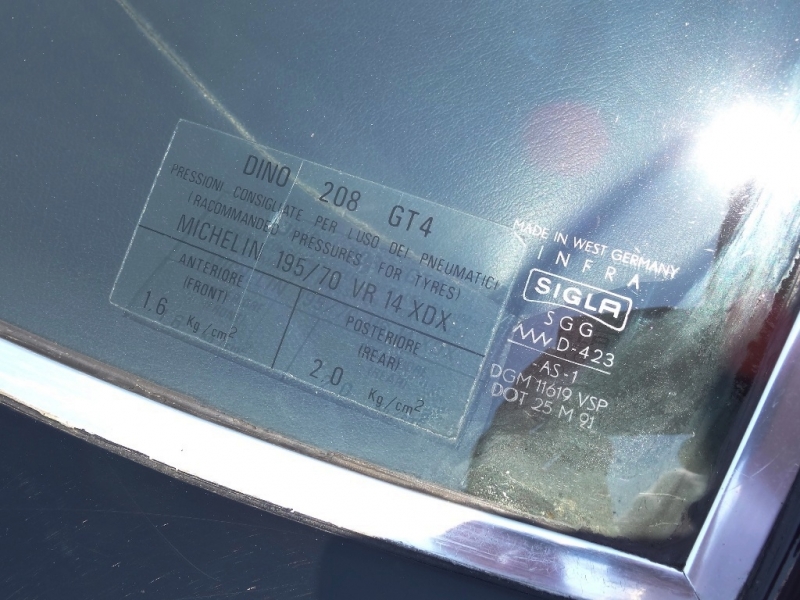 DINO 208 GT4
PRESSIONI CONSIGLIATE PER L'USO DEI PNEUMATICI
(RACOMMANDED PRESSURES FOR TYRES)
MICHELIN 195/70 VR 14 XDX
ANTERIORE
(FRONT)
1.6 Kg/cm²
POSTERIORE
(REAR)
2.0 Kg/cm²
MADE IN WEST GERMANY
INFRA
SIGLA
SGG
D-423
AS-1
DGM 11619 VSP
DOT 25 M 91